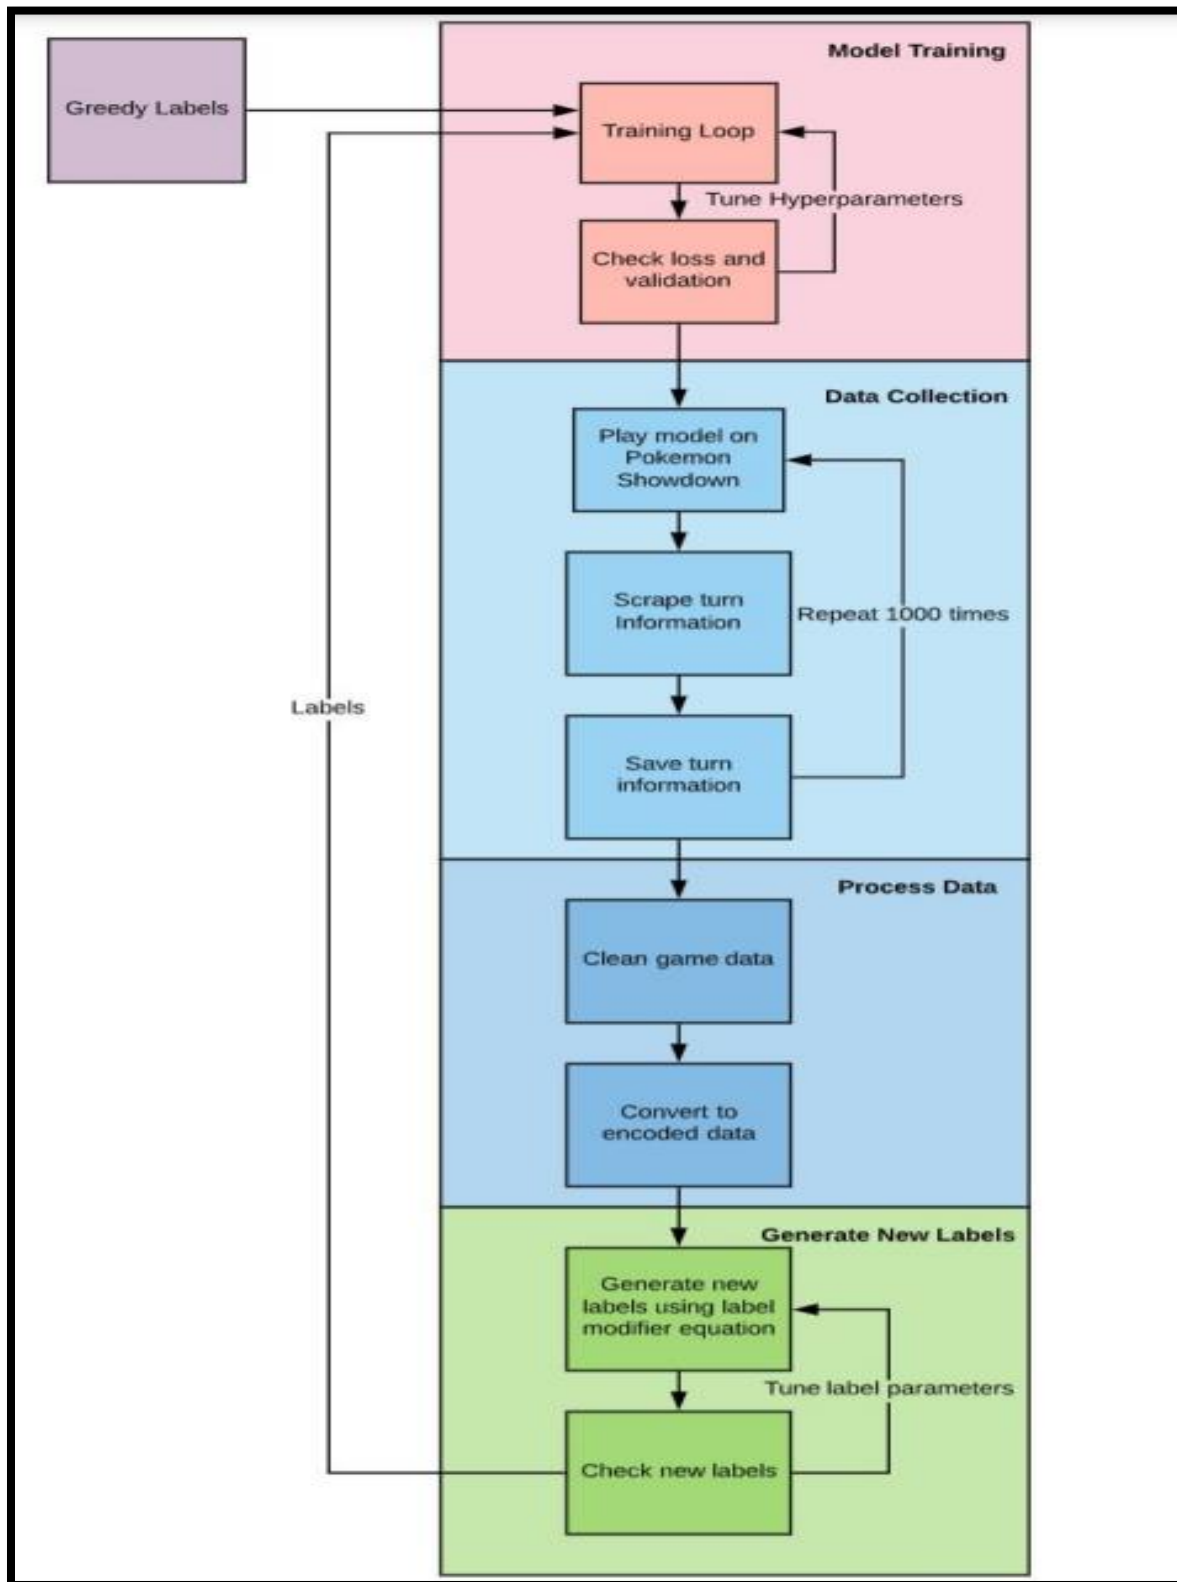 Model Training
Greedy Labels
Training Loop
Tune Hyperparameters
Check loss and
validation
Data Collection
Play model on
Pokemon
Showdown
Scrape turn
Information
Repeat 1000 times
Labels
Save turn
information
Process Data
Clean game data
Convert to
encoded data
Generate New Labels
Generate new
labels using label
modifier equation
Tune label parameters
Check new labels